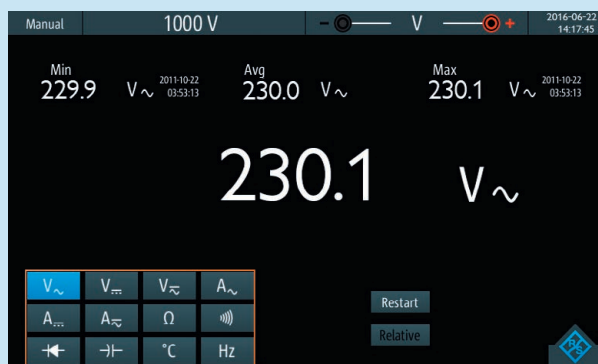 Manual 1000 V − V + 2016-06-22
14:17:45
Min Avg Max
229.9 V~ 2011-10-22 03:53:13 230.0 V~ 230.1 V~ 2011-10-22 03:53:13
230.1 V~
V~ V⎓ V≂ A~
A⎓ A≂ Ω
°C Hz
Restart
Relative
R&S